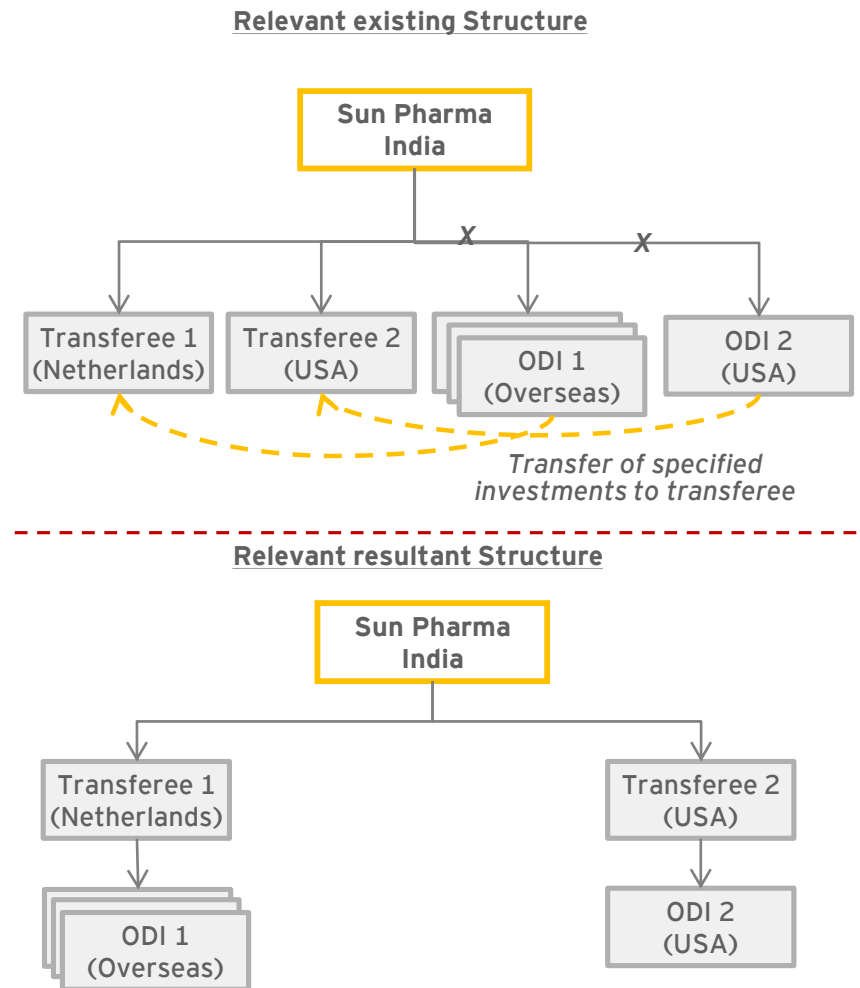 Relevant existing Structure
Sun Pharma
India
X
X
Transferee 1
(Netherlands)
Transferee 2
(USA)
ODI 1
(Overseas)
ODI 2
(USA)
Transfer of specified
investments to transferee
Relevant resultant Structure
Sun Pharma
India
Transferee 1
(Netherlands)
Transferee 2
(USA)
ODI 1
(Overseas)
ODI 2
(USA)